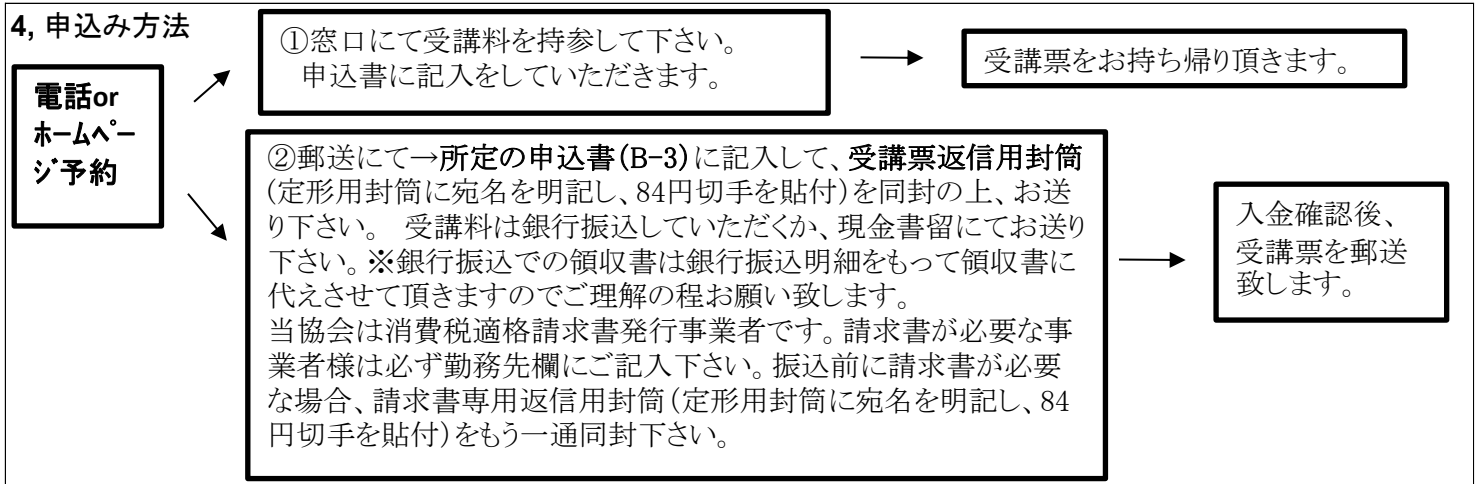 4, 申込み方法
電話or
ホームペー
ジ予約
①窓口にて受講料を持参して下さい。
申込書に記入をしていただきます。
受講票をお持ち帰り頂きます。
②郵送にて→所定の申込書(B-3)に記入して、受講票返信用封筒
(定形用封筒に宛名を明記し、84円切手を貼付)を同封の上、お送
り下さい。 受講料は銀行振込していただくか、現金書留にてお送り
下さい。※銀行振込での領収書は銀行振込明細をもって領収書に
代えさせて頂きますのでご理解の程お願い致します。
当協会は消費税適格請求書発行事業者です。請求書が必要な事
業者様は必ず勤務先欄にご記入下さい。振込前に請求書が必要
な場合、請求書専用返信用封筒(定形用封筒に宛名を明記し、84
円切手を貼付)をもう一通同封下さい。
入金確認後、
受講票を郵送
致します。